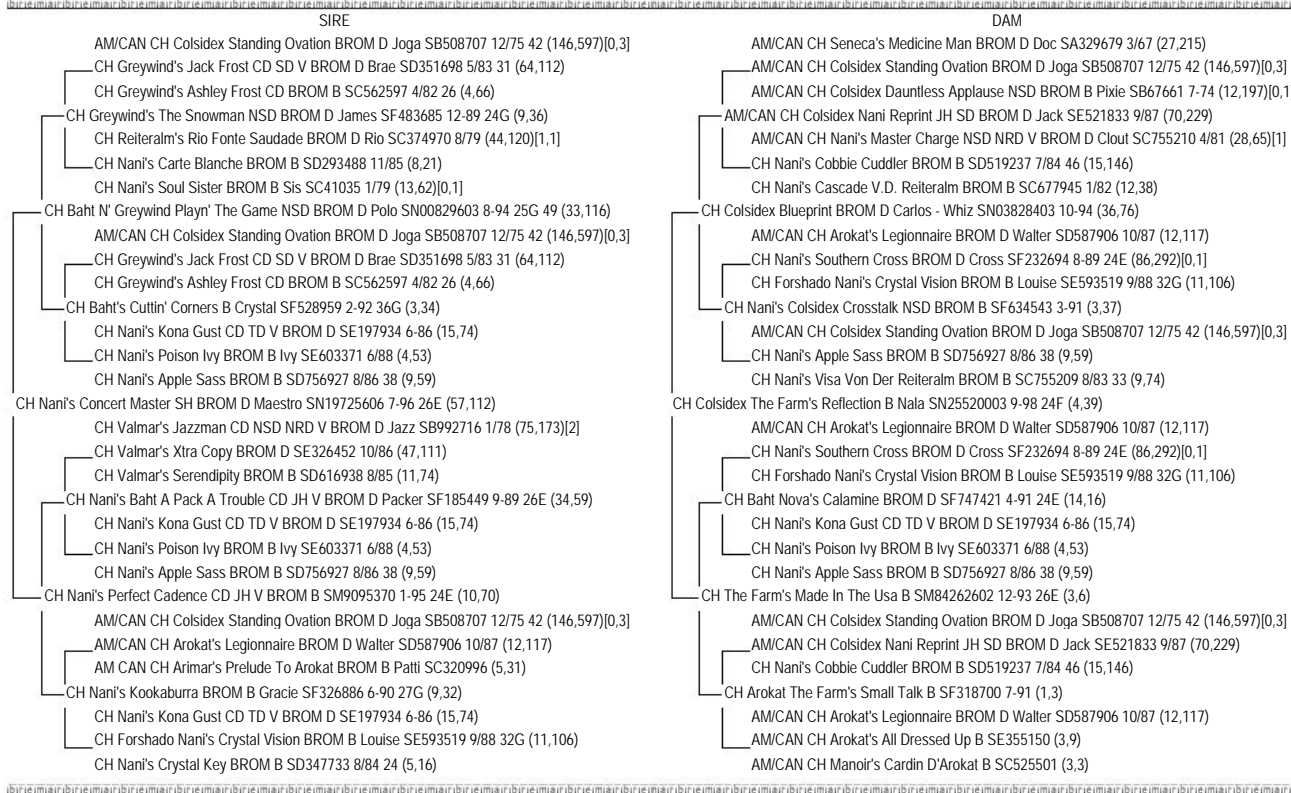 SIRE
AM/CAN CH Colsidex Standing Ovation BROM D Joga SB508707 12/75 42 (146,597)[0,3]
CH Greywind's Jack Frost CD SD V BROM D Brae SD351698 5/83 31 (64,112)
CH Greywind's Ashley Frost CD BROM B SC562597 4/82 26 (4,66)
CH Greywind's The Snowman NSD BROM D James SF483685 12-89 24G (9,36)
CH Reiteralm's Rio Fonte Saudade BROM D Rio SC374970 8/79 (44,120)[1,1]
CH Nani's Carte Blanche BROM B SD293488 11/85 (8,21)
CH Nani's Soul Sister BROM B Sis SC41035 1/79 (13,62)[0,1]
CH Baht N' Greywind Playn' The Game NSD BROM D Polo SN00829603 8-94 25G 49 (33,116)
AM/CAN CH Colsidex Standing Ovation BROM D Joga SB508707 12/75 42 (146,597)[0,3]
CH Greywind's Jack Frost CD SD V BROM D Brae SD351698 5/83 31 (64,112)
CH Greywind's Ashley Frost CD BROM B SC562597 4/82 26 (4,66)
CH Baht's Cuttin' Corners B Crystal SF528959 2-92 36G (3,34)
CH Nani's Kona Gust CD TD V BROM D SE197934 6-86 (15,74)
CH Nani's Poison Ivy BROM B Ivy SE603371 6/88 (4,53)
CH Nani's Apple Sass BROM B SD756927 8/86 38 (9,59)
CH Nani's Concert Master SH BROM D Maestro SN19725606 7-96 26E (57,112)
CH Valmar's Jazzman CD NSD NRD V BROM D Jazz SB992716 1/78 (75,173)[2]
CH Valmar's Xtra Copy BROM D SE326452 10/86 (47,111)
CH Valmar's Serendipity BROM B SD616938 8/85 (11,74)
CH Nani's Baht A Pack A Trouble CD JH V BROM D Packer SF185449 9-89 26E (34,59)
CH Nani's Kona Gust CD TD V BROM D SE197934 6-86 (15,74)
CH Nani's Poison Ivy BROM B Ivy SE603371 6/88 (4,53)
CH Nani's Apple Sass BROM B SD756927 8/86 38 (9,59)
CH Nani's Perfect Cadence CD JH V BROM B SM9095370 1-95 24E (10,70)
AM/CAN CH Colsidex Standing Ovation BROM D Joga SB508707 12/75 42 (146,597)[0,3]
AM/CAN CH Arokat's Legionnaire BROM D Walter SD587906 10/87 (12,117)
AM CAN CH Arimar's Prelude To Arokat BROM B Patti SC320996 (5,31)
CH Nani's Kookaburra BROM B Gracie SF326886 6-90 27G (9,32)
CH Nani's Kona Gust CD TD V BROM D SE197934 6-86 (15,74)
CH Forshado Nani's Crystal Vision BROM B Louise SE593519 9/88 32G (11,106)
CH Nani's Crystal Key BROM B SD347733 8/84 24 (5,16)
DAM
AM/CAN CH Seneca's Medicine Man BROM D Doc SA329679 3/67 (27,215)
AM/CAN CH Colsidex Standing Ovation BROM D Joga SB508707 12/75 42 (146,597)[0,3]
AM/CAN CH Colsidex Dauntless Applause NSD BROM B Pixie SB67661 7-74 (12,197)[0,1
AM/CAN CH Colsidex Nani Reprint JH SD BROM D Jack SE521833 9/87 (70,229)
AM/CAN CH Nani's Master Charge NSD NRD V BROM D Clout SC755210 4/81 (28,65)[1]
CH Nani's Cobbie Cuddler BROM B SD519237 7/84 46 (15,146)
CH Nani's Cascade V.D. Reiteralm BROM B SC677945 1/82 (12,38)
CH Colsidex Blueprint BROM D Carlos - Whiz SN03828403 10-94 (36,76)
AM/CAN CH Arokat's Legionnaire BROM D Walter SD587906 10/87 (12,117)
CH Nani's Southern Cross BROM D Cross SF232694 8-89 24E (86,292)[0,1]
CH Forshado Nani's Crystal Vision BROM B Louise SE593519 9/88 32G (11,106)
CH Nani's Colsidex Crosstalk NSD BROM B SF634543 3-91 (3,37)
AM/CAN CH Colsidex Standing Ovation BROM D Joga SB508707 12/75 42 (146,597)[0,3]
CH Nani's Apple Sass BROM B SD756927 8/86 38 (9,59)
CH Nani's Visa Von Der Reiteralm BROM B SC755209 8/83 33 (9,74)
CH Colsidex The Farm's Reflection B Nala SN25520003 9-98 24F (4,39)
AM/CAN CH Arokat's Legionnaire BROM D Walter SD587906 10/87 (12,117)
CH Nani's Southern Cross BROM D Cross SF232694 8-89 24E (86,292)[0,1]
CH Forshado Nani's Crystal Vision BROM B Louise SE593519 9/88 32G (11,106)
CH Baht Nova's Calamine BROM D SF747421 4-91 24E (14,16)
CH Nani's Kona Gust CD TD V BROM D SE197934 6-86 (15,74)
CH Nani's Poison Ivy BROM B Ivy SE603371 6/88 (4,53)
CH Nani's Apple Sass BROM B SD756927 8/86 38 (9,59)
CH The Farm's Made In The Usa B SM84262602 12-93 26E (3,6)
AM/CAN CH Colsidex Standing Ovation BROM D Joga SB508707 12/75 42 (146,597)[0,3]
AM/CAN CH Colsidex Nani Reprint JH SD BROM D Jack SE521833 9/87 (70,229)
CH Nani's Cobbie Cuddler BROM B SD519237 7/84 46 (15,146)
CH Arokat The Farm's Small Talk B SF318700 7-91 (1,3)
AM/CAN CH Arokat's Legionnaire BROM D Walter SD587906 10/87 (12,117)
AM/CAN CH Arokat's All Dressed Up B SE355150 (3,9)
AM/CAN CH Manoir's Cardin D'Arokat B SC525501 (3,3)